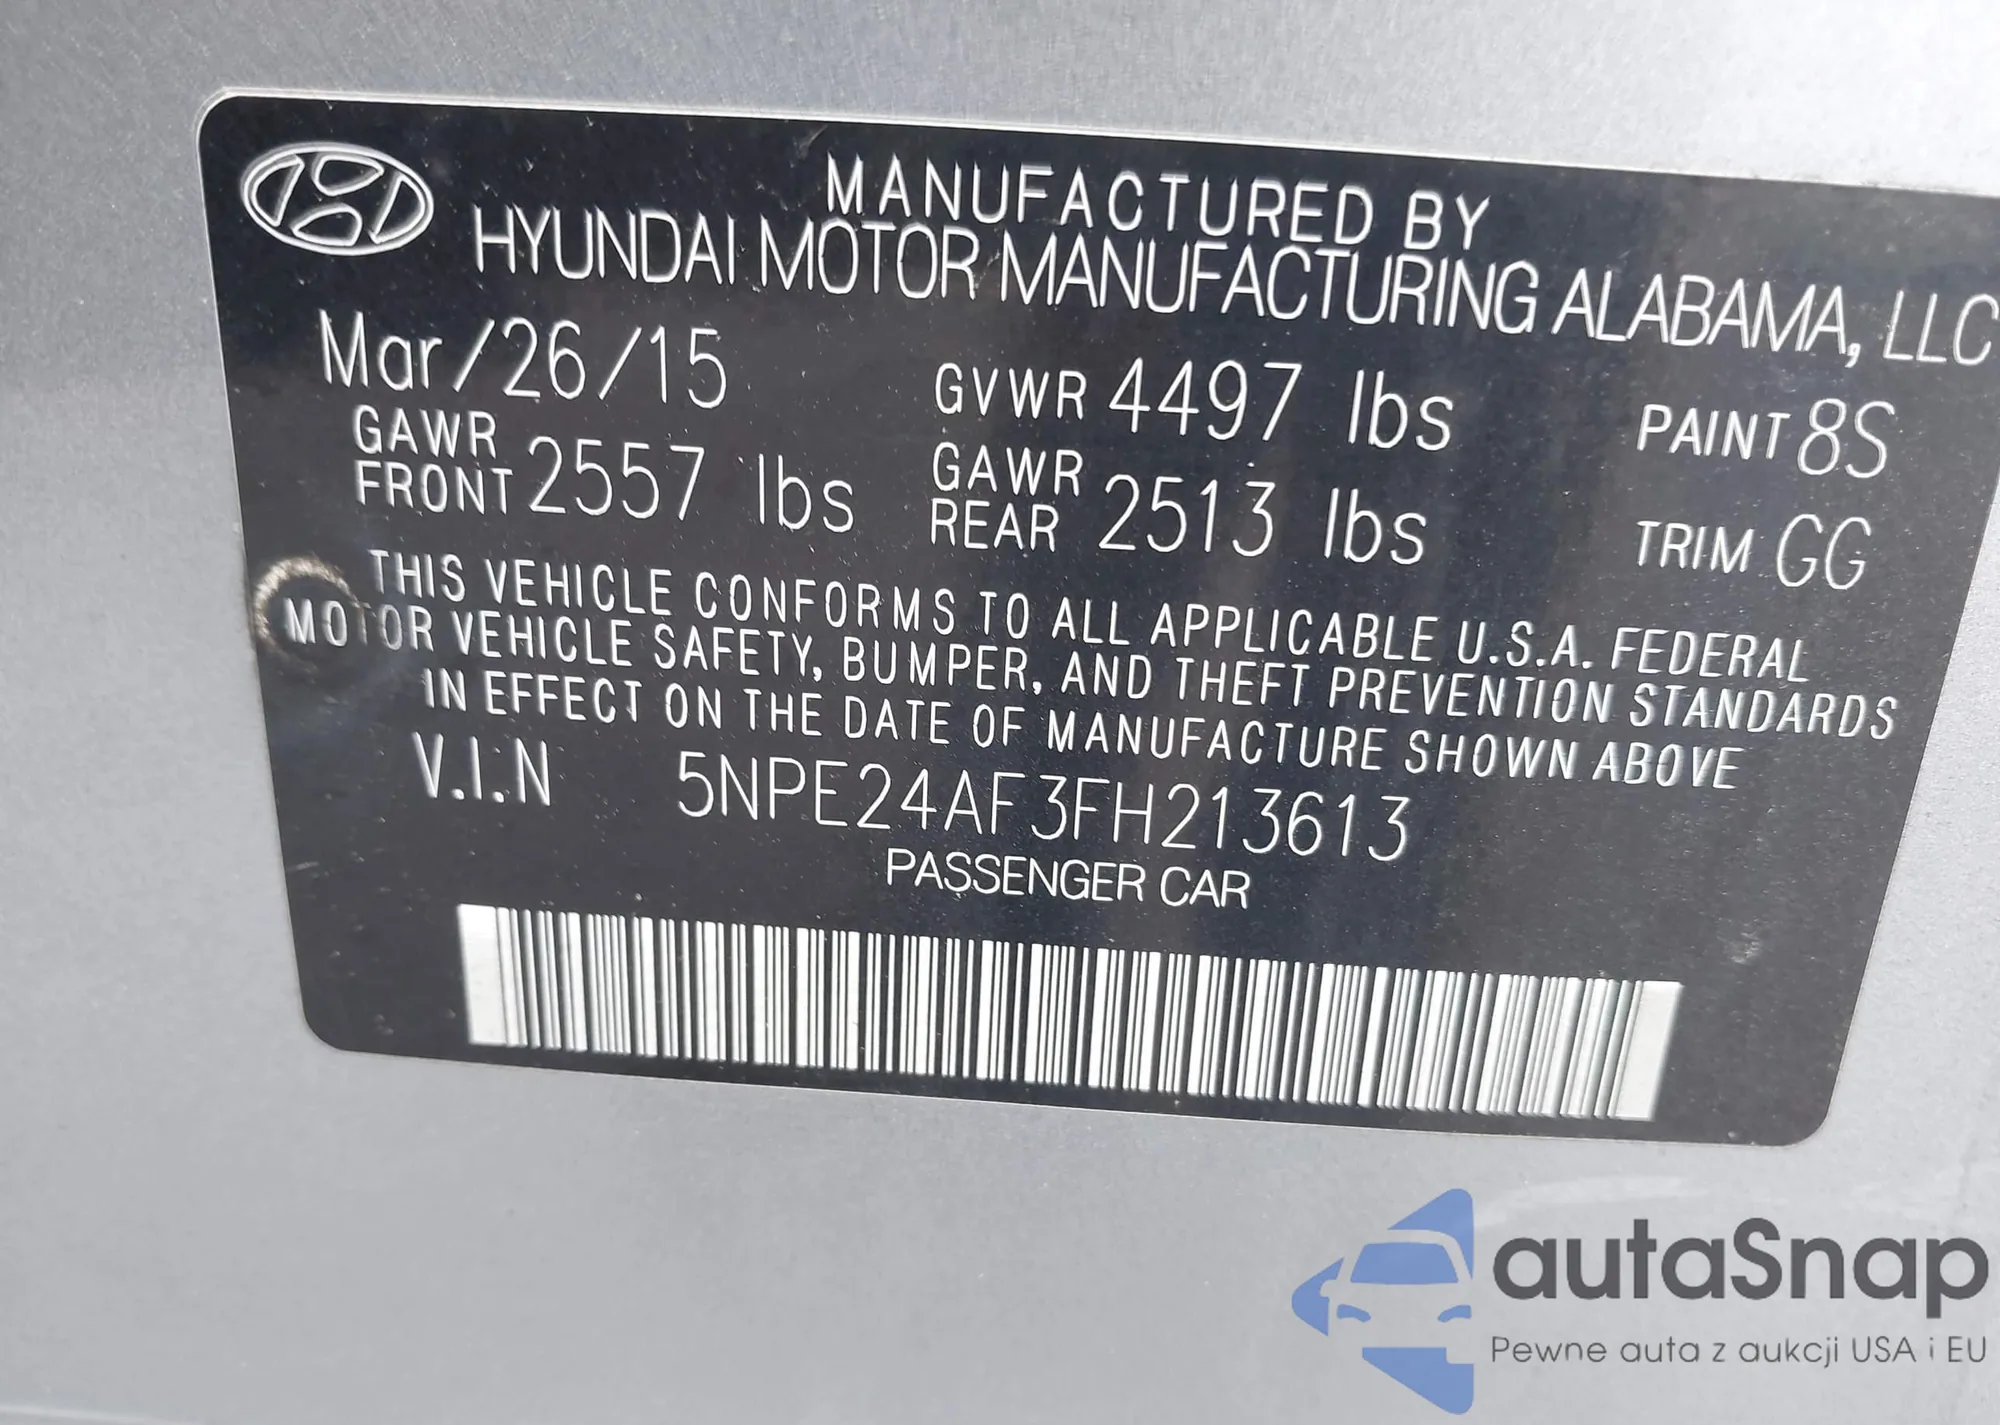 MANUFACTURED BY
HYUNDAI MOTOR MANUFACTURING ALABAMA, LLC
Mar/26/15 GVWR 4497 lbs PAINT 8S
GAWR FRONT 2557 lbs GAWR REAR 2513 lbs TRIM GG
THIS VEHICLE CONFORMS TO ALL APPLICABLE U.S.A. FEDERAL
MOTOR VEHICLE SAFETY, BUMPER, AND THEFT PREVENTION STANDARDS
IN EFFECT ON THE DATE OF MANUFACTURE SHOWN ABOVE
V.I.N 5NPE24AF3FH213613
PASSENGER CAR
autaSnap
Pewne auta z aukcji USA i EU